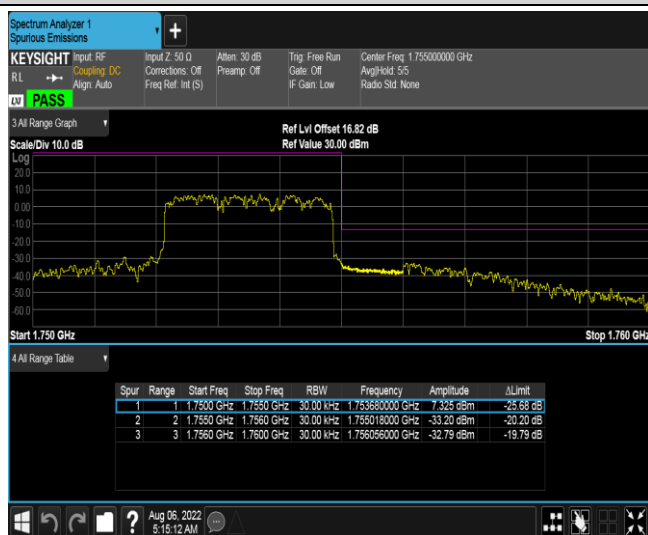 Spectrum Analyzer 1
Spurious Emissions
+
KEYSIGHT Input: RF Input Z: 50 Ω Atten: 30 dB Trig: Free Run Center Freq: 1.755000000 GHz
RL Coupling: DC Corrections: Off Preamp: Off Gate: Off Avg|Hold: 5/5
Align: Auto Freq Ref: Int (S) IF Gain: Low Radio Std: None
LXI PASS
3 All Range Graph
Ref Lvl Offset 16.82 dB
Scale/Div 10.0 dB Ref Value 30.00 dBm
Log
20.0
10.0
0.00
-10.0
-20.0
-30.0
-40.0
-50.0
-60.0
Start 1.750 GHz Stop 1.760 GHz
4 All Range Table
Spur Range Start Freq Stop Freq RBW Frequency Amplitude ΔLimit
1 1 1.7500 GHz 1.7550 GHz 30.00 kHz 1.753680000 GHz 7.325 dBm -25.68 dB
2 2 1.7550 GHz 1.7560 GHz 30.00 kHz 1.755018000 GHz -33.20 dBm -20.20 dB
3 3 1.7560 GHz 1.7600 GHz 30.00 kHz 1.756056000 GHz -32.79 dBm -19.79 dB
? Aug 06, 2022
5:15:12 AM